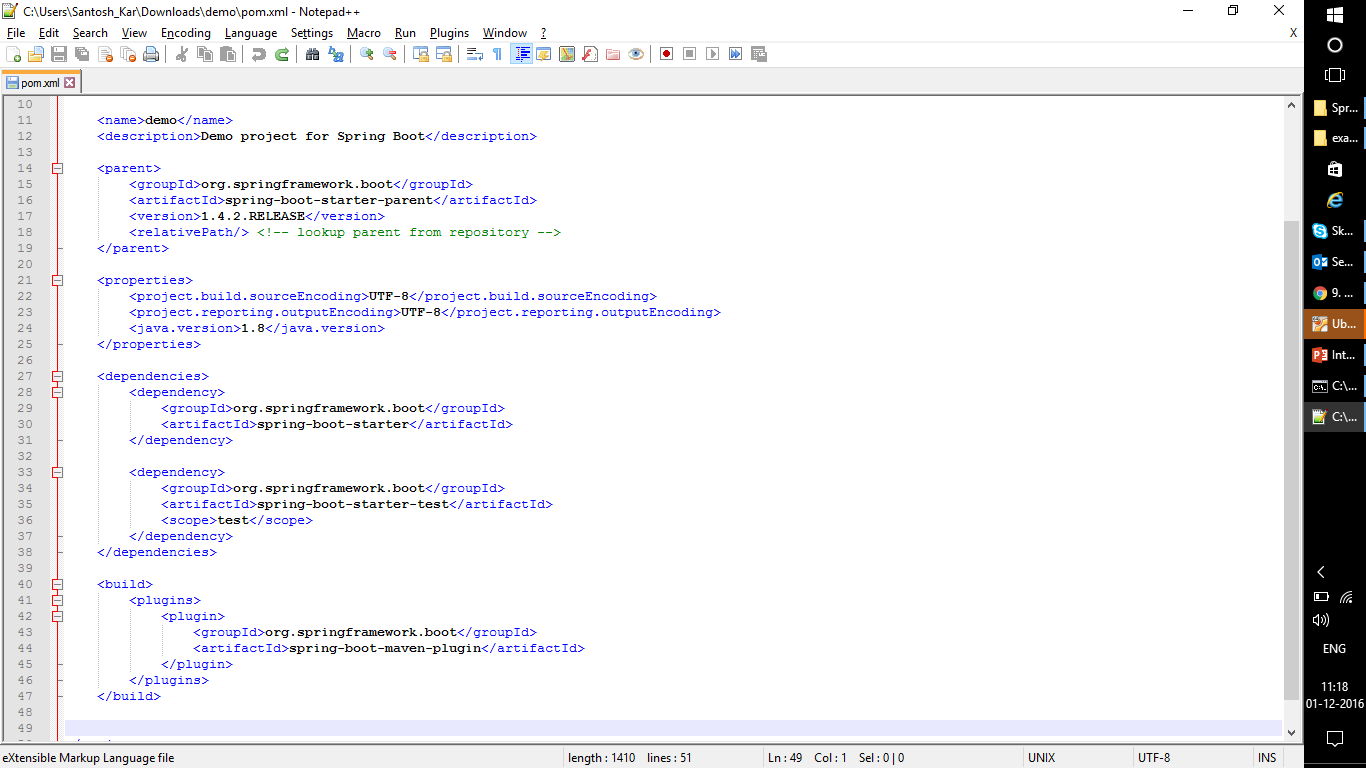 C:\Users\Santosh_Kar\Downloads\demo\pom.xml - Notepad++
File Edit Search View Encoding Language Settings Macro Run Plugins Window ? X
pom.xml
10
11 <name>demo</name>
12 <description>Demo project for Spring Boot</description>
13
14 <parent>
15 <groupId>org.springframework.boot</groupId>
16 <artifactId>spring-boot-starter-parent</artifactId>
17 <version>1.4.2.RELEASE</version>
18 <relativePath/> <!-- lookup parent from repository -->
19 </parent>
20
21 <properties>
22 <project.build.sourceEncoding>UTF-8</project.build.sourceEncoding>
23 <project.reporting.outputEncoding>UTF-8</project.reporting.outputEncoding>
24 <java.version>1.8</java.version>
25 </properties>
26
27 <dependencies>
28 <dependency>
29 <groupId>org.springframework.boot</groupId>
30 <artifactId>spring-boot-starter</artifactId>
31 </dependency>
32
33 <dependency>
34 <groupId>org.springframework.boot</groupId>
35 <artifactId>spring-boot-starter-test</artifactId>
36 <scope>test</scope>
37 </dependency>
38 </dependencies>
39
40 <build>
41 <plugins>
42 <plugin>
43 <groupId>org.springframework.boot</groupId>
44 <artifactId>spring-boot-maven-plugin</artifactId>
45 </plugin>
46 </plugins>
47 </build>
48
49
eXtensible Markup Language file length : 1410 lines : 51 Ln : 49 Col : 1 Sel : 0 | 0 UNIX UTF-8 INS
Spr...
exa...
Sk...
Se...
9. ...
Ub...
Int...
C:\...
C:\...
ENG
11:18
01-12-2016